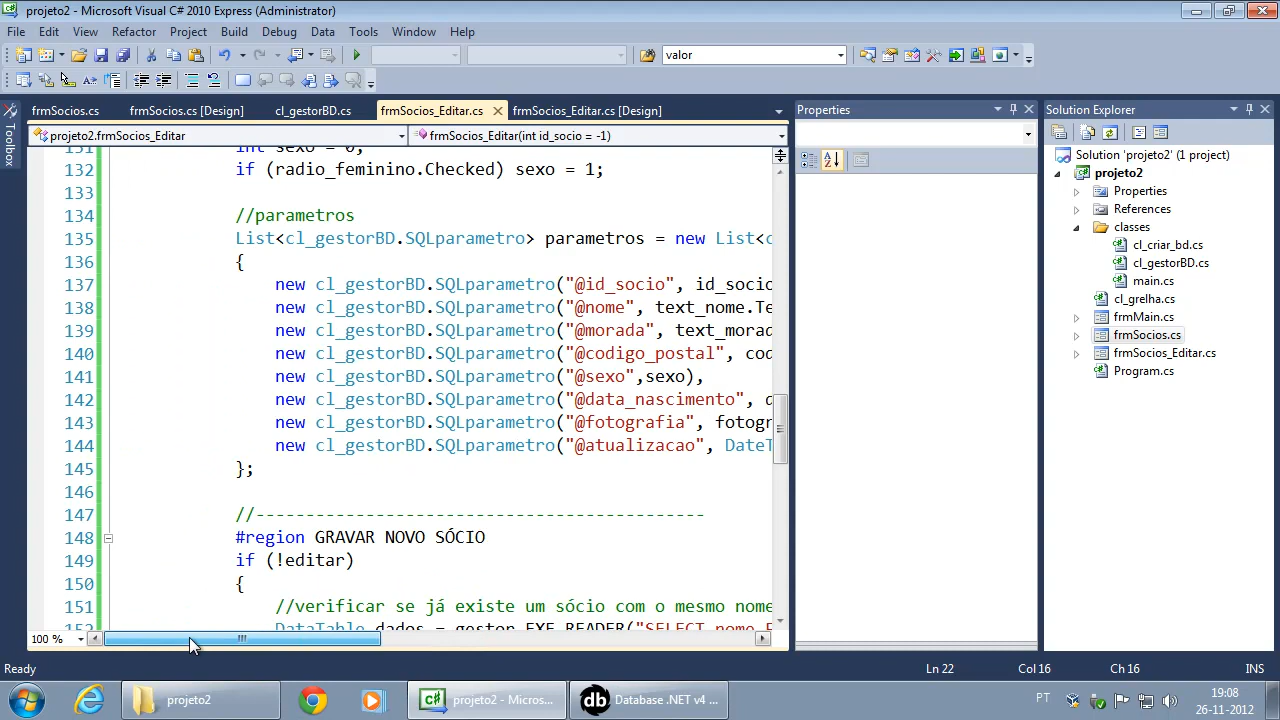 projeto2 - Microsoft Visual C# 2010 Express (Administrator)
File Edit View Refactor Project Build Debug Data Tools Window Help
valor
frmSocios.cs frmSocios.cs [Design] cl_gestorBD.cs frmSocios_Editar.cs frmSocios_Editar.cs [Design]
projeto2.frmSocios_Editar frmSocios_Editar(int id_socio = -1)
Toolbox
131 int sexo = 0;
132 if (radio_feminino.Checked) sexo = 1;
133
134 //parametros
135 List<cl_gestorBD.SQLparametro> parametros = new List<c
136 {
137 new cl_gestorBD.SQLparametro("@id_socio", id_socio
138 new cl_gestorBD.SQLparametro("@nome", text_nome.Te
139 new cl_gestorBD.SQLparametro("@morada", text_morad
140 new cl_gestorBD.SQLparametro("@codigo_postal", cod
141 new cl_gestorBD.SQLparametro("@sexo",sexo),
142 new cl_gestorBD.SQLparametro("@data_nascimento", d
143 new cl_gestorBD.SQLparametro("@fotografia", fotogr
144 new cl_gestorBD.SQLparametro("@atualizacao", DateT
145 };
146
147 //---------------------------------------------
148 #region GRAVAR NOVO SÓCIO
149 if (!editar)
150 {
151 //verificar se já existe um sócio com o mesmo nome
152 DataTable dados = gestor.EXE_READER("SELECT nome F
100 %
Properties
Solution Explorer
Solution 'projeto2' (1 project)
projeto2
Properties
References
classes
cl_criar_bd.cs
cl_gestorBD.cs
main.cs
cl_grelha.cs
frmMain.cs
frmSocios.cs
frmSocios_Editar.cs
Program.cs
Ready Ln 22 Col 16 Ch 16 INS
projeto2
projeto2 - Micros...
Database .NET v4 ...
PT
19:08
26-11-2012